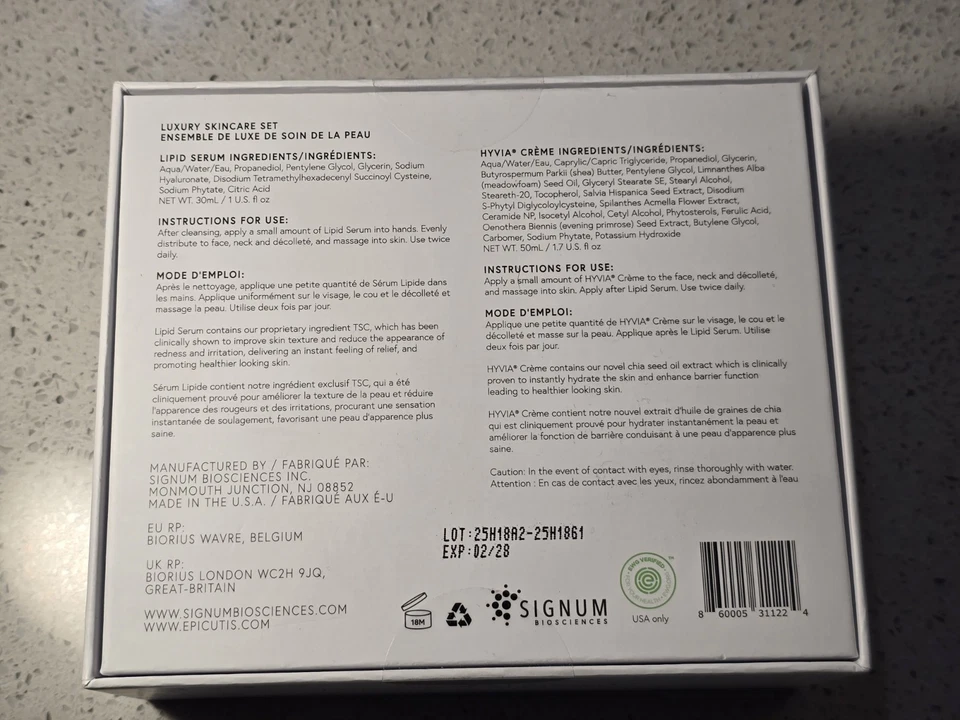 LUXURY SKINCARE SET
ENSEMBLE DE LUXE DE SOIN DE LA PEAU
LIPID SERUM INGREDIENTS/INGRÉDIENTS:
Aqua/Water/Eau, Propanediol, Pentylene Glycol, Glycerin, Sodium
Hyaluronate, Disodium Tetramethylhexadecenyl Succinoyl Cysteine,
Sodium Phytate, Citric Acid
NET WT. 30mL / 1 U.S. fl oz
INSTRUCTIONS FOR USE:
After cleansing, apply a small amount of Lipid Serum into hands. Evenly
distribute to face, neck and décolleté, and massage into skin. Use twice
daily.
MODE D'EMPLOI:
Après le nettoyage, applique une petite quantité de Sérum Lipide dans
les mains. Applique uniformément sur le visage, le cou et le décolleté et
massage la peau. Utilise deux fois par jour.
Lipid Serum contains our proprietary ingredient TSC, which has been
clinically shown to improve skin texture and reduce the appearance of
redness and irritation, delivering an instant feeling of relief, and
promoting healthier looking skin.
Sérum Lipide contient notre ingrédient exclusif TSC, qui a été
cliniquement prouvé pour améliorer la texture de la peau et réduire
l'apparence des rougeurs et des irritations, procurant une sensation
instantanée de soulagement, favorisant une peau d'apparence plus
saine.
MANUFACTURED BY / FABRIQUÉ PAR:
SIGNUM BIOSCIENCES INC.
MONMOUTH JUNCTION, NJ 08852
MADE IN THE U.S.A. / FABRIQUÉ AUX É-U
EU RP:
BIORIUS WAVRE, BELGIUM
UK RP:
BIORIUS LONDON WC2H 9JQ,
GREAT-BRITAIN
WWW.SIGNUMBIOSCIENCES.COM
WWW.EPICUTIS.COM
HYVIA® CRÈME INGREDIENTS/INGRÉDIENTS:
Aqua/Water/Eau, Caprylic/Capric Triglyceride, Propanediol, Glycerin,
Butyrospermum Parkii (shea) Butter, Pentylene Glycol, Limnanthes Alba
(meadowfoam) Seed Oil, Glyceryl Stearate SE, Stearyl Alcohol,
Steareth-20, Tocopherol, Salvia Hispanica Seed Extract, Disodium
S-Phytyl Diglycoloylcysteine, Spilanthes Acmella Flower Extract,
Ceramide NP, Isocetyl Alcohol, Cetyl Alcohol, Phytosterols, Ferulic Acid,
Oenothera Biennis (evening primrose) Seed Extract, Butylene Glycol,
Carbomer, Sodium Phytate, Potassium Hydroxide
NET WT. 50mL / 1.7 U.S. fl oz
INSTRUCTIONS FOR USE:
Apply a small amount of HYVIA® Crème to the face, neck and décolleté,
and massage into skin. Apply after Lipid Serum. Use twice daily.
MODE D'EMPLOI:
Applique une petite quantité de HYVIA® Crème sur le visage, le cou et le
décolleté et masse sur la peau. Applique après le Lipid Serum. Utilise
deux fois par jour.
HYVIA® Crème contains our novel chia seed oil extract which is clinically
proven to instantly hydrate the skin and enhance barrier function
leading to healthier looking skin.
HYVIA® Crème contient notre nouvel extrait d'huile de graines de chia
qui est cliniquement prouvé pour hydrater instantanément la peau et
améliorer la fonction de barrière conduisant à une peau d'apparence plus
saine.
Caution: In the event of contact with eyes, rinse thoroughly with water.
Attention : En cas de contact avec les yeux, rincez abondamment à l'eau
LOT:25H18A2-25H1861
EXP:02/28
18M
SIGNUM
BIOSCIENCES
EWG VERIFIED
USA only
8 60005 31122 4